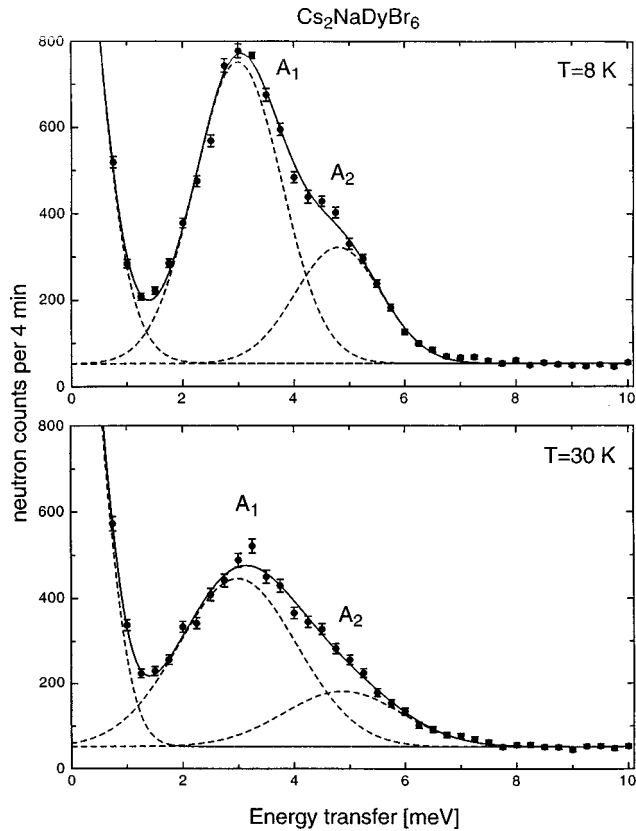 Cs₂NaDyBr₆
800
600
400
200
0
A₁
A₂
T=8 K
0 2 4 6 8 10
neutron counts per 4 min
800
600
400
200
0
A₁
A₂
T=30 K
0 2 4 6 8 10
Energy transfer [meV]